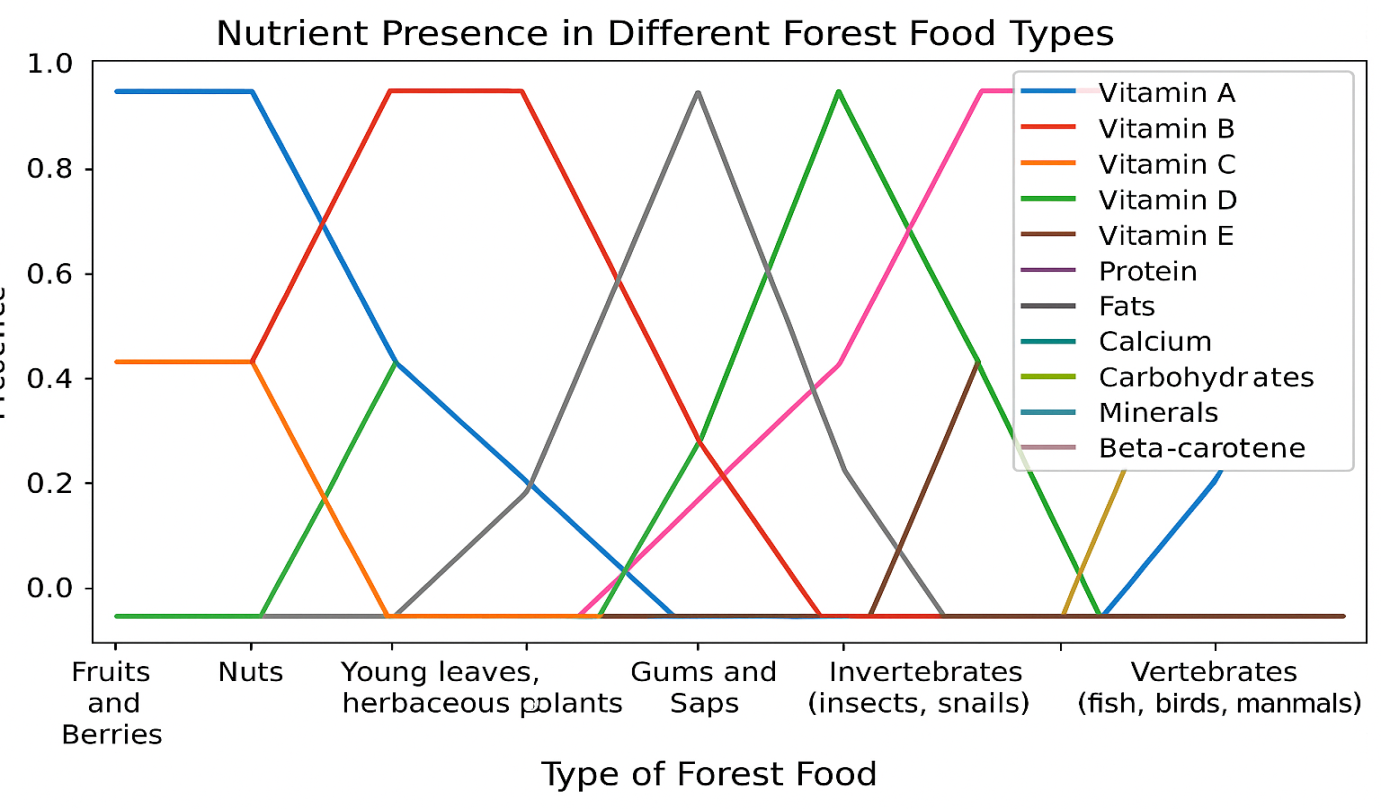 Nutrient Presence in Different Forest Food Types
1.0
0.8
0.6
0.4
0.2
0.0
Vitamin A
Vitamin B
Vitamin C
Vitamin D
Vitamin E
Protein
Fats
Calcium
Carbohydrates
Minerals
Beta-carotene
Fruits
and
Berries
Nuts
Young leaves,
herbaceous polants
Gums and
Saps
Invertebrates
(insects, snails)
Vertebrates
(fish, birds, manmals)
Type of Forest Food